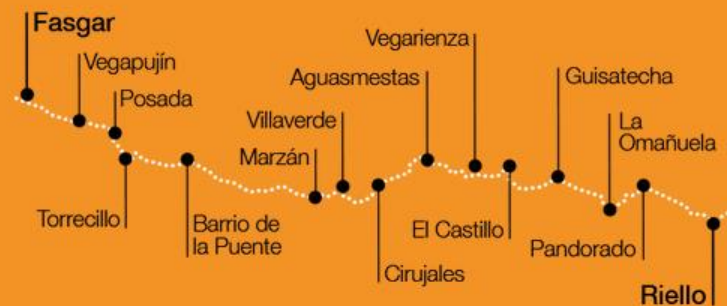 Fasgar
Vegapujín
Posada
Torrecillo
Barrio de
la Puente
Marzán
Villaverde
Cirujales
Aguasmestas
Vegarienza
El Castillo
Guisatecha
La
Omañuela
Pandorado
Riello